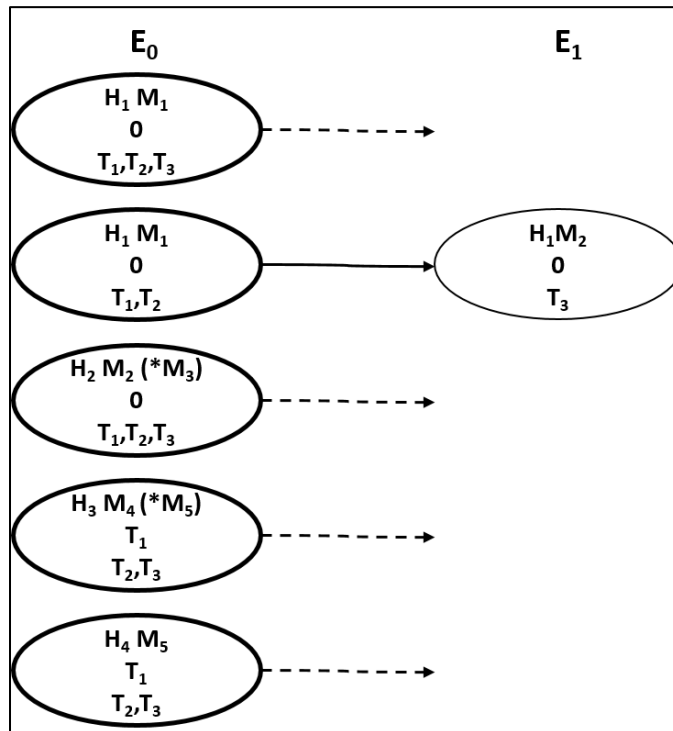 E₀ E₁
H₁ M₁
0
T₁,T₂,T₃
H₁ M₁
0
T₁,T₂
H₁M₂
0
T₃
H₂ M₂ (*M₃)
0
T₁,T₂,T₃
H₃ M₄ (*M₅)
T₁
T₂,T₃
H₄ M₅
T₁
T₂,T₃